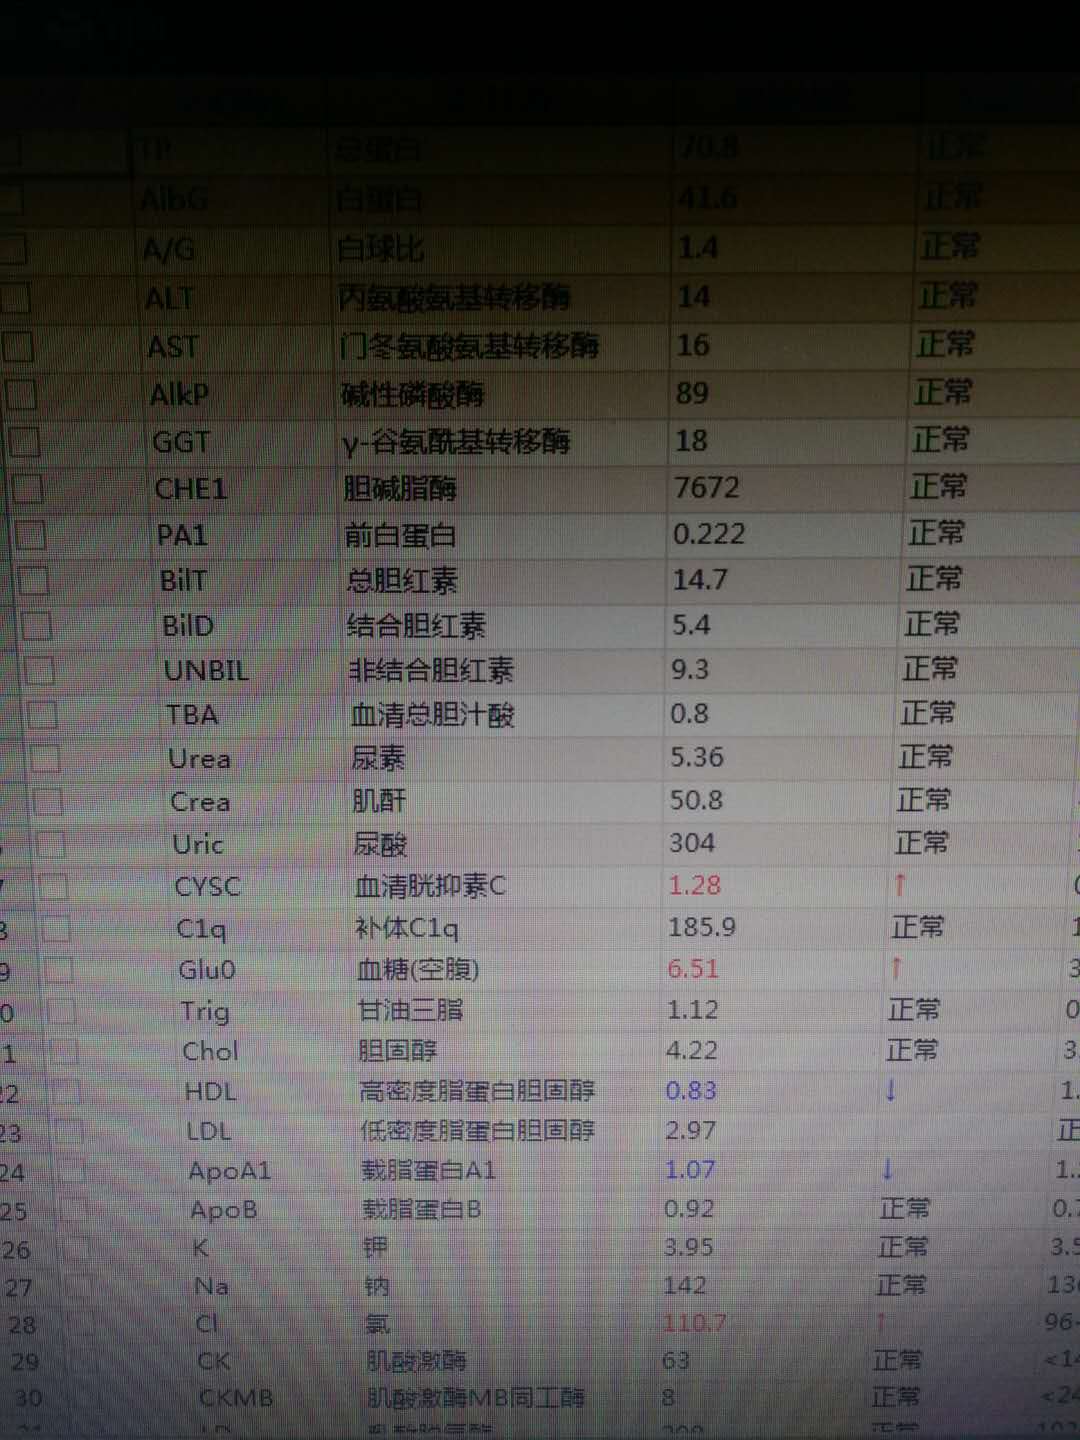 TP 总蛋白 70.8 正常
AlbG 白蛋白 41.6 正常
A/G 白球比 1.4 正常
ALT 丙氨酸氨基转移酶 14 正常
AST 门冬氨酸氨基转移酶 16 正常
AlkP 碱性磷酸酶 89 正常
GGT γ-谷氨酰基转移酶 18 正常
CHE1 胆碱脂酶 7672 正常
PA1 前白蛋白 0.222 正常
BilT 总胆红素 14.7 正常
BilD 结合胆红素 5.4 正常
UNBIL 非结合胆红素 9.3 正常
TBA 血清总胆汁酸 0.8 正常
Urea 尿素 5.36 正常
Crea 肌酐 50.8 正常
Uric 尿酸 304 正常
7 CYSC 血清胱抑素C 1.28 ↑ 0
8 C1q 补体C1q 185.9 正常 1
9 Glu0 血糖(空腹) 6.51 ↑ 3
0 Trig 甘油三脂 1.12 正常 0
1 Chol 胆固醇 4.22 正常 3.
22 HDL 高密度脂蛋白胆固醇 0.83 ↓ 1.
23 LDL 低密度脂蛋白胆固醇 2.97 正
24 ApoA1 载脂蛋白A1 1.07 ↓ 1.
25 ApoB 载脂蛋白B 0.92 正常 0.7
26 K 钾 3.95 正常 3.5
27 Na 钠 142 正常 136
28 Cl 氯 110.7 ↑ 96-
29 CK 肌酸激酶 63 正常 <14
30 CKMB 肌酸激酶MB同工酶 8 正常 <24